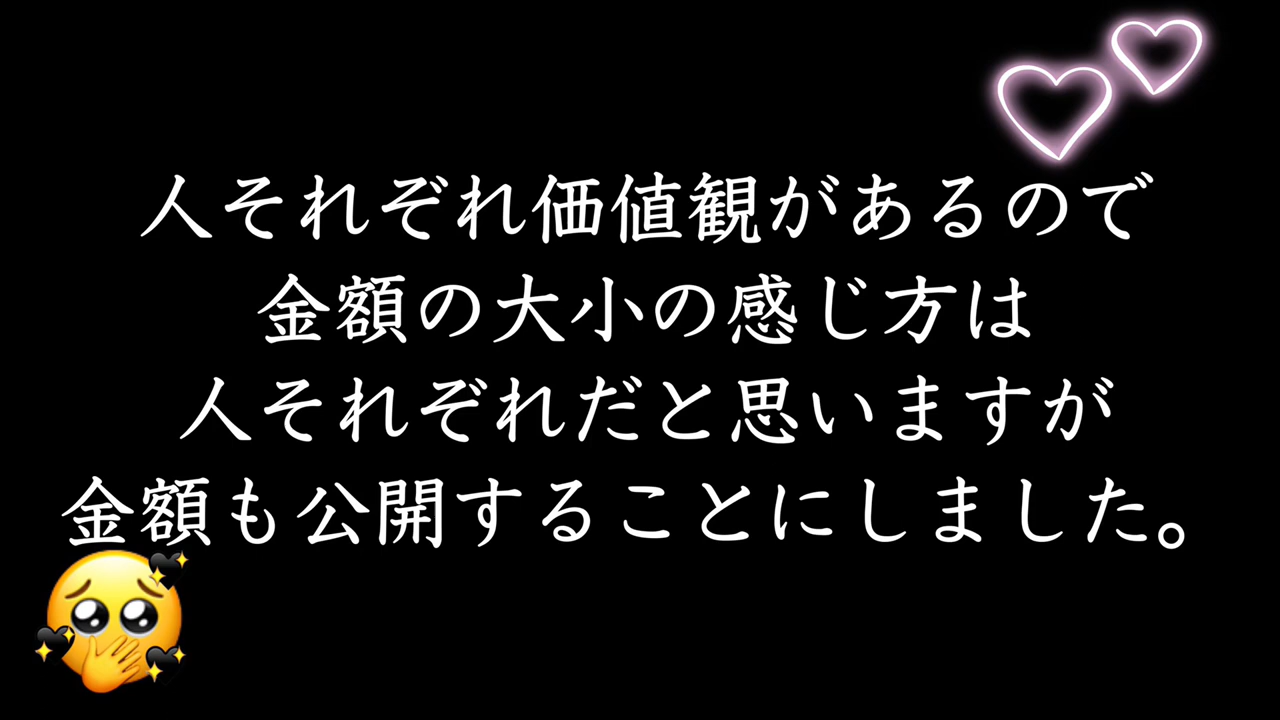 人それぞれ価値観があるので
金額の大小の感じ方は
人それぞれだと思いますが
金額も公開することにしました。